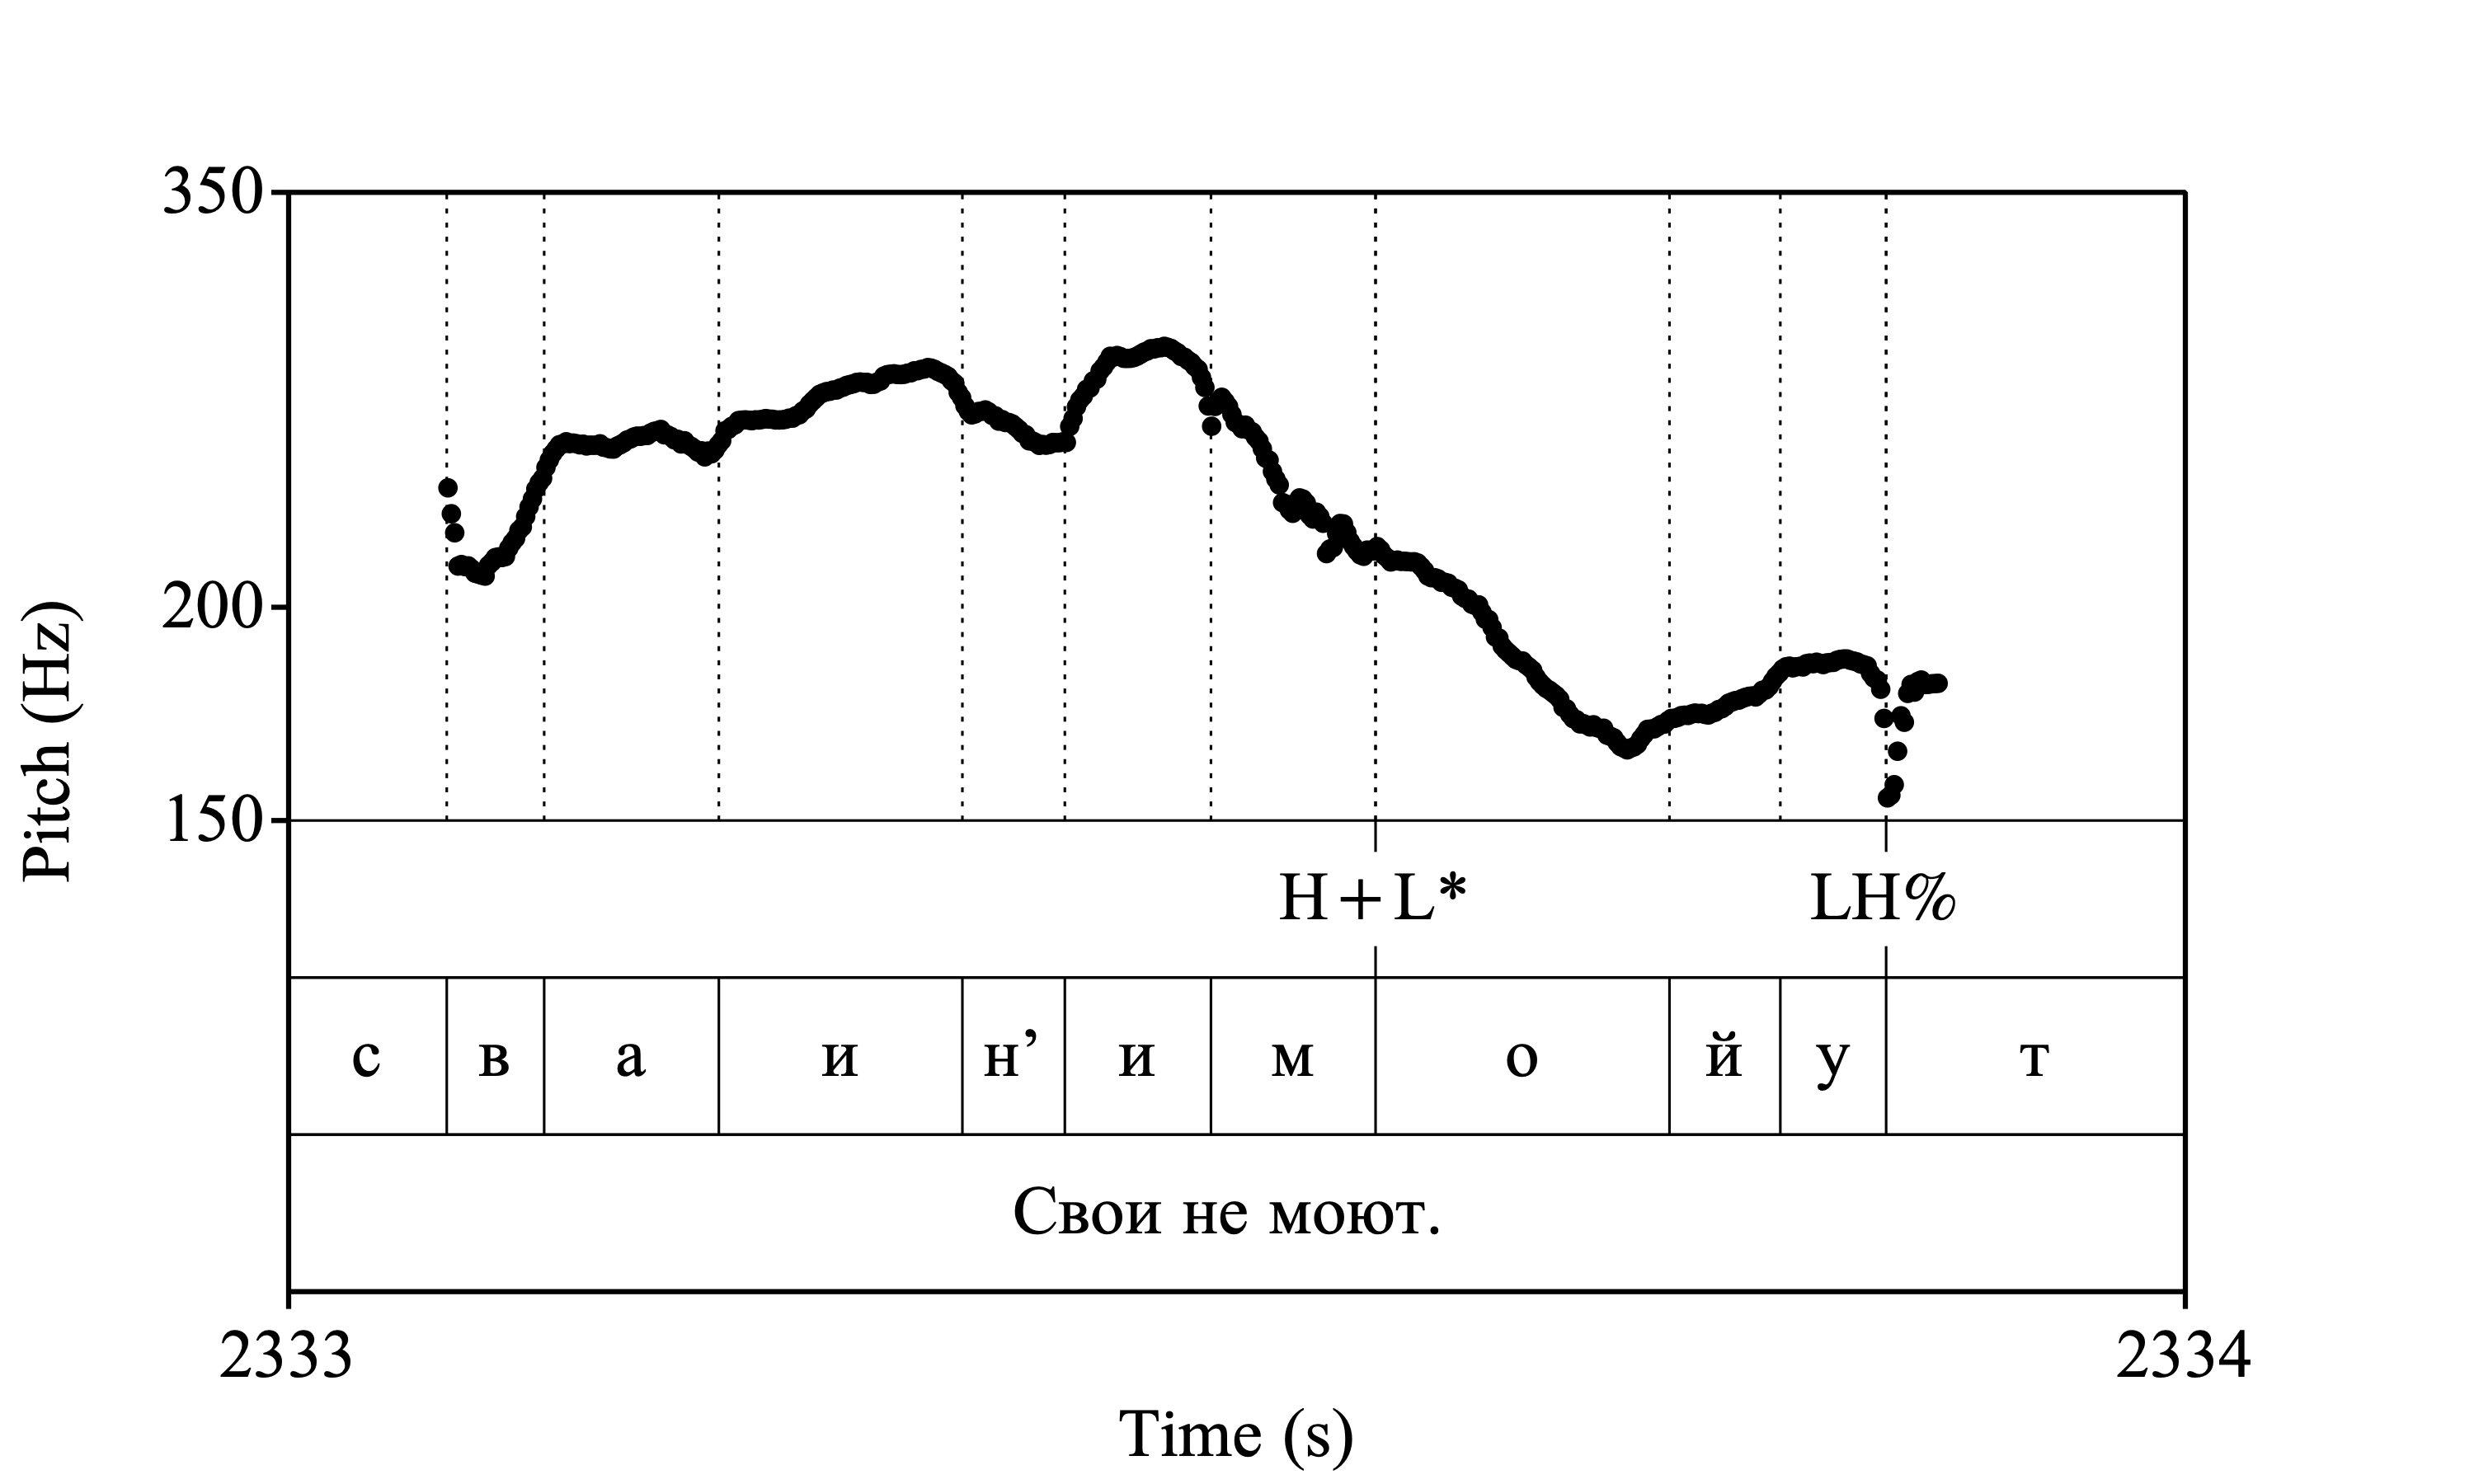 350
200
150
Pitch (Hz)
H+L* LH%
с в а и н’ и м о й у т
Свои не моют.
2333 2334
Time (s)